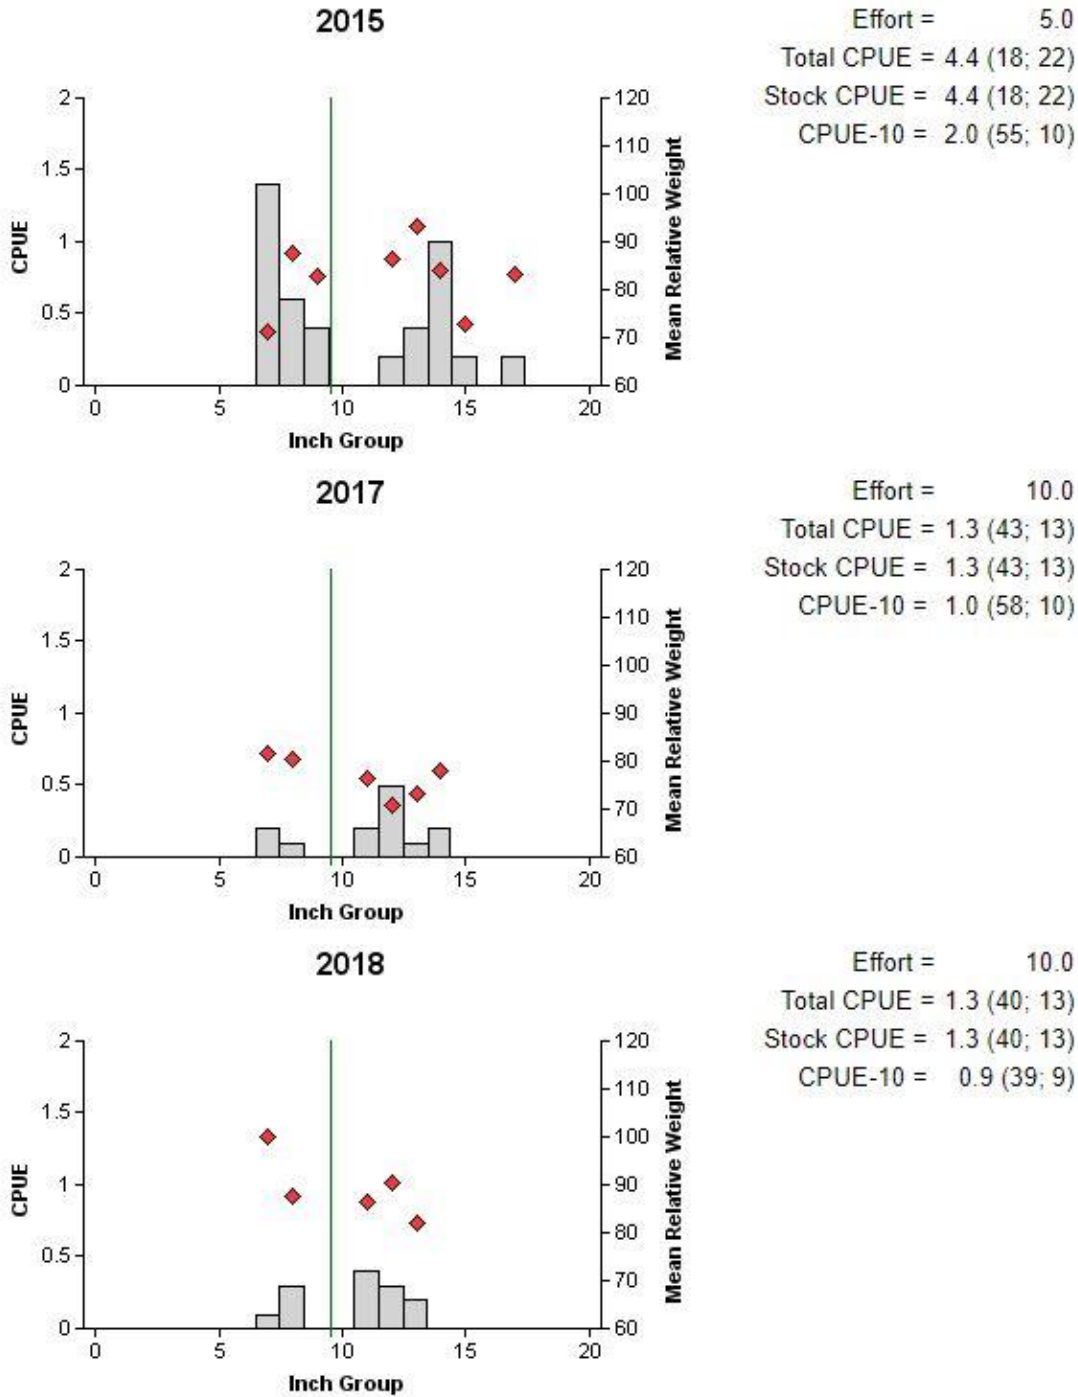 2015
Effort = 5.0
Total CPUE = 4.4 (18; 22)
Stock CPUE = 4.4 (18; 22)
CPUE-10 = 2.0 (55; 10)
2
1.5
1
0.5
0
CPUE
120
110
100
90
80
70
60
Mean Relative Weight
0 5 10 15 20
Inch Group
2017
Effort = 10.0
Total CPUE = 1.3 (43; 13)
Stock CPUE = 1.3 (43; 13)
CPUE-10 = 1.0 (58; 10)
2
1.5
1
0.5
0
CPUE
120
110
100
90
80
70
60
Mean Relative Weight
0 5 10 15 20
Inch Group
2018
Effort = 10.0
Total CPUE = 1.3 (40; 13)
Stock CPUE = 1.3 (40; 13)
CPUE-10 = 0.9 (39; 9)
2
1.5
1
0.5
0
CPUE
120
110
100
90
80
70
60
Mean Relative Weight
0 5 10 15 20
Inch Group